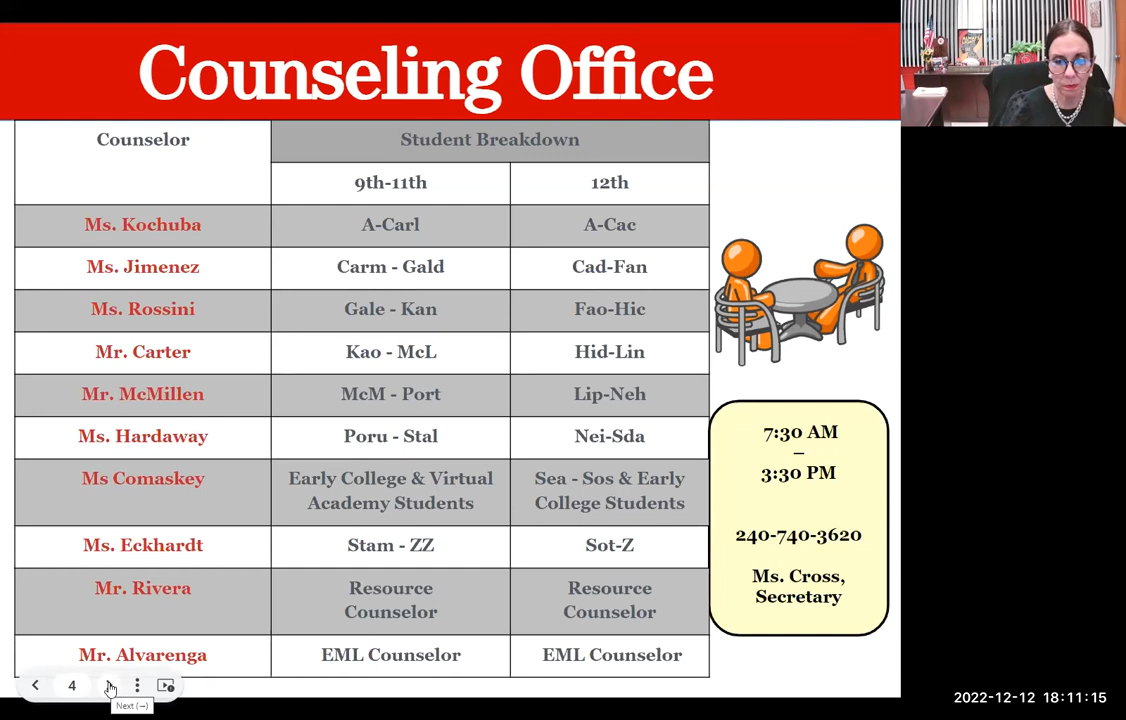 Counseling Office
Counselor
Student Breakdown
9th-11th
12th
Ms. Kochuba
A-Carl
A-Cac
Ms. Jimenez
Carm - Gald
Cad-Fan
Ms. Rossini
Gale - Kan
Fao-Hic
Mr. Carter
Kao - McL
Hid-Lin
Mr. McMillen
McM - Port
Lip-Neh
Ms. Hardaway
Poru - Stal
Nei-Sda
Ms Comaskey
Early College & Virtual
Academy Students
Sea - Sos & Early
College Students
Ms. Eckhardt
Stam - ZZ
Sot-Z
Mr. Rivera
Resource
Counselor
Resource
Counselor
Mr. Alvarenga
EML Counselor
EML Counselor
7:30 AM
–
3:30 PM
240-740-3620
Ms. Cross,
Secretary
4
Next (→)
2022-12-12 18:11:15